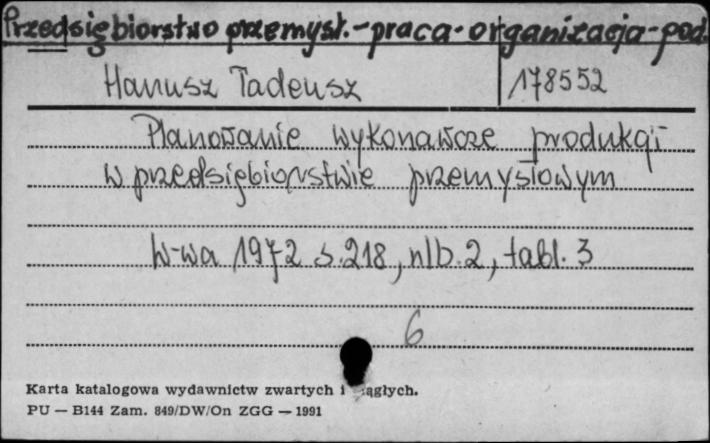 Przedsiębiorstwo przemysł.-praca-organizacja-pod.
Hanusz Tadeusz 178552
Planowanie wykonawcze produkcji
w przedsiębiorstwie przemysłowym
W-wa 1972 s.218, nlb.2, tabl. 3
6
Karta katalogowa wydawnictw zwartych i ągłych.
PU — B144 Zam. 849/DW/On ZGG — 1991